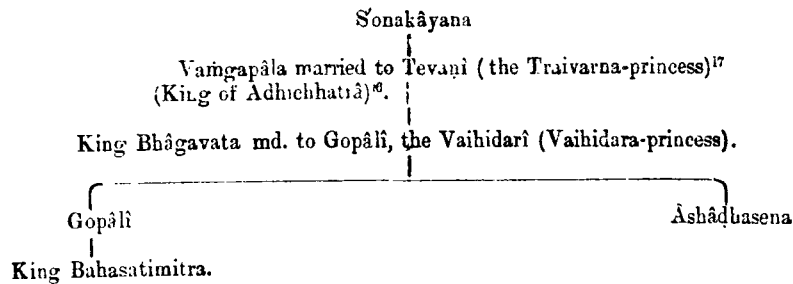 Śonakâyana
Vaṁgapâla married to Tevaṇî (the Traivarna-princess)¹⁷
(King of Adhichhatrâ)¹⁶.
King Bhâgavata md. to Gopâlî, the Vaihidarî (Vaihidara-princess).
Gopâlî Âshâḍhasena
King Bahasatimitra.